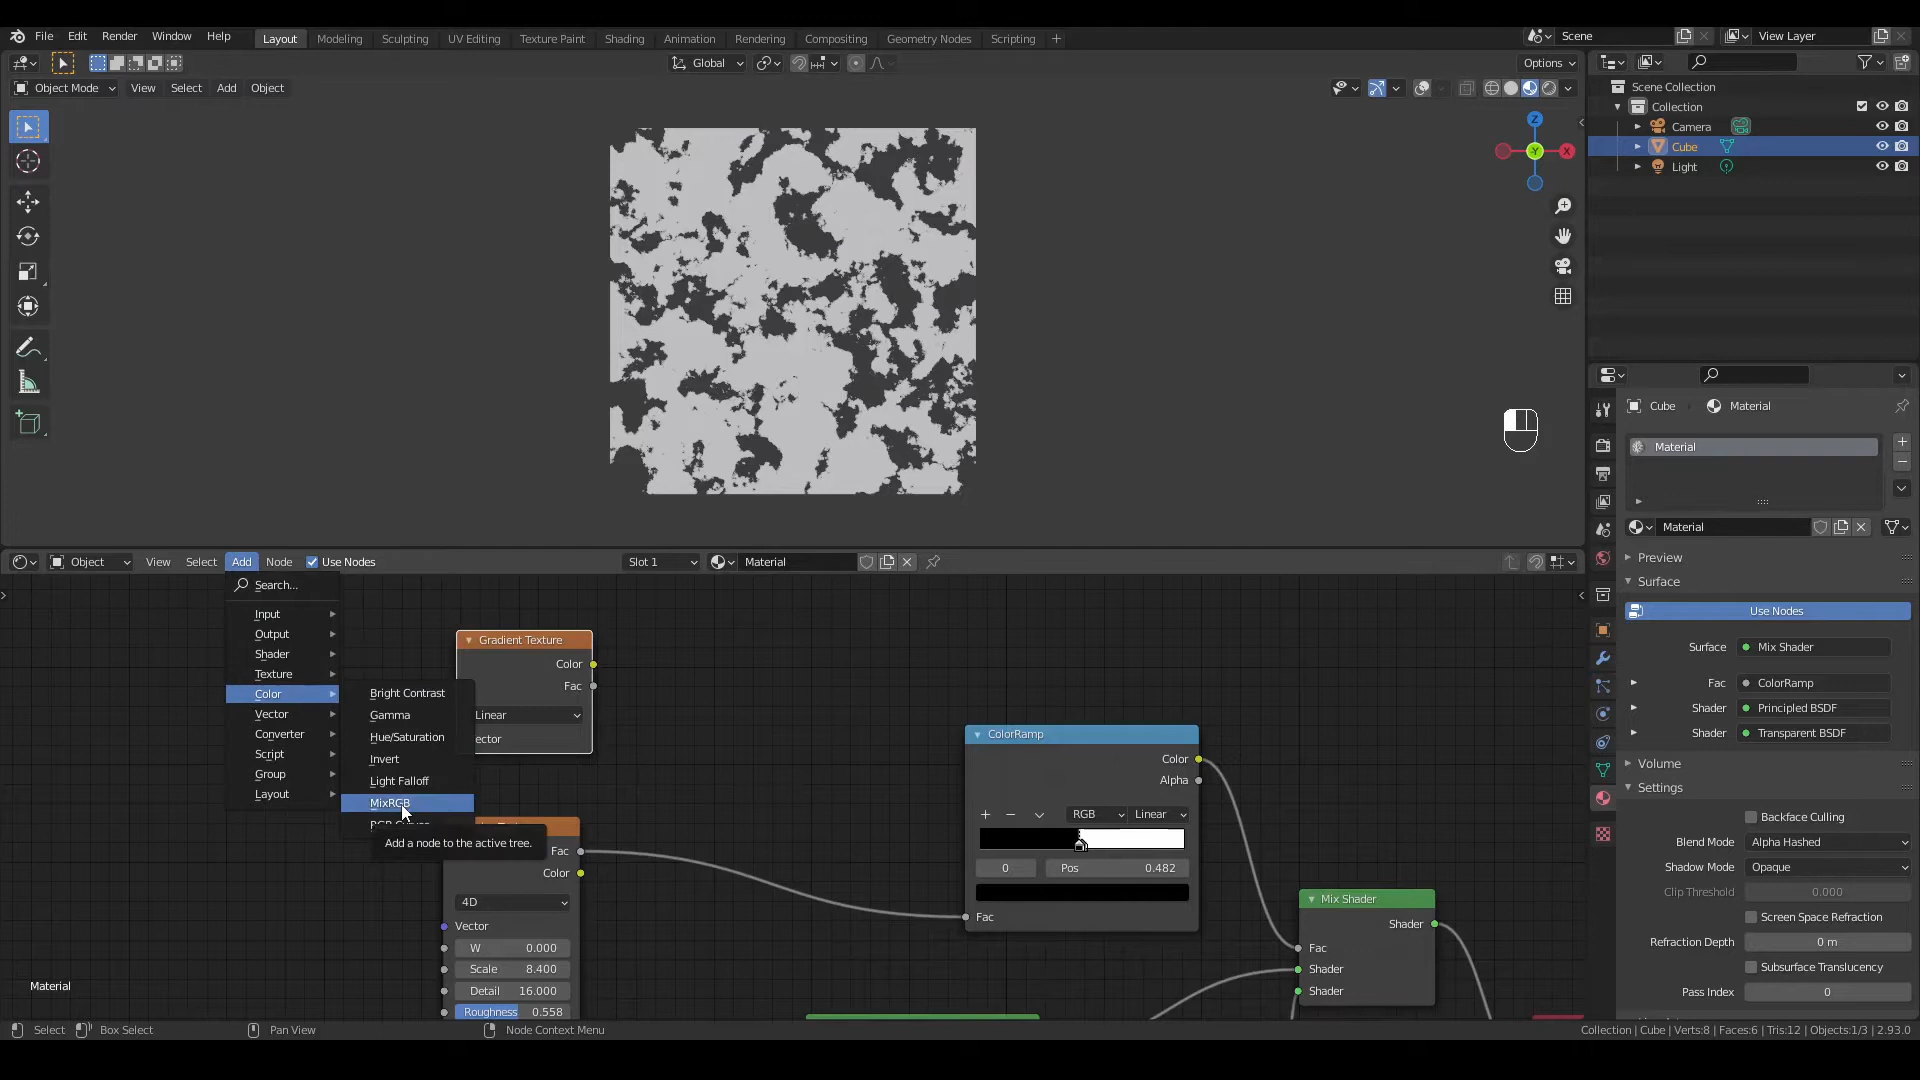 File Edit Render Window Help Layout Modeling Sculpting UV Editing Texture Paint Shading Animation Rendering Compositing Geometry Nodes Scripting + Scene View Layer
Global Options
Object Mode View Select Add Object
Z
Y X
Scene Collection
Collection
Camera
Cube
Light
Cube Material
Material
Material
Preview
Surface
Use Nodes
Surface Mix Shader
Fac ColorRamp
Shader Principled BSDF
Shader Transparent BSDF
Volume
Settings
Backface Culling
Blend Mode Alpha Hashed
Shadow Mode Opaque
Clip Threshold 0.000
Screen Space Refraction
Refraction Depth 0 m
Subsurface Translucency
Pass Index 0
Object View Select Add Node Use Nodes Slot 1 Material
Search...
Input
Output
Shader
Texture
Color
Vector
Converter
Script
Group
Layout
Bright Contrast
Gamma
Hue/Saturation
Invert
Light Falloff
MixRGB
Add a node to the active tree.
Gradient Texture
Color
Fac
Linear
ector
Fac
Color
4D
Vector
W 0.000
Scale 8.400
Detail 16.000
Roughness 0.558
ColorRamp
Color
Alpha
RGB Linear
0 Pos 0.482
Fac
Mix Shader
Shader
Fac
Shader
Shader
Material
Select Box Select Pan View Node Context Menu Collection | Cube | Verts:8 | Faces:6 | Tris:12 | Objects:1/3 | 2.93.0